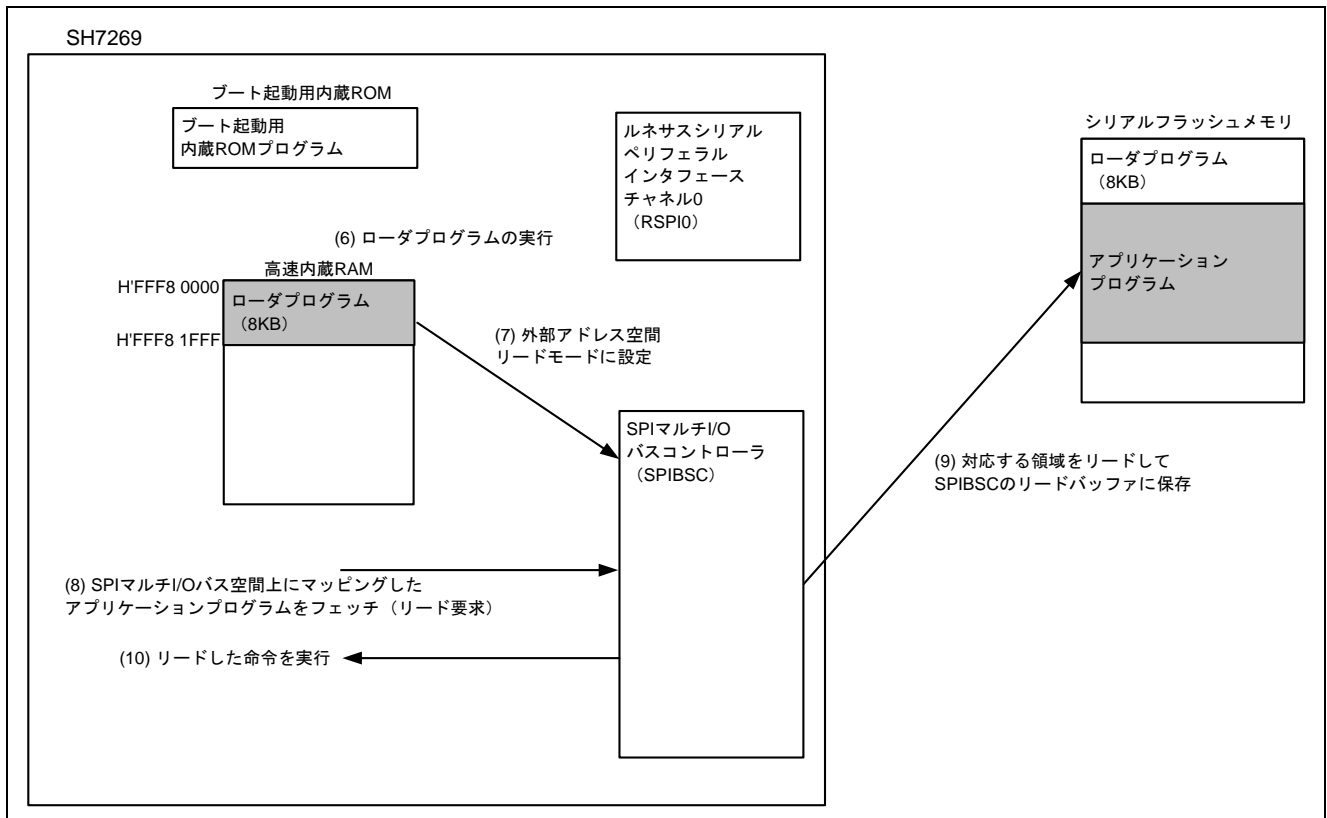 SH7269
ブート起動用内蔵ROM
ブート起動用
内蔵ROMプログラム
ルネサスシリアル
ペリフェラル
インタフェース
チャネル0
（RSPI0）
シリアルフラッシュメモリ
ローダプログラム
（8KB）
アプリケーション
プログラム
(6) ローダプログラムの実行
高速内蔵RAM
H'FFF8 0000
ローダプログラム
（8KB）
H'FFF8 1FFF
(7) 外部アドレス空間
リードモードに設定
SPIマルチI/O
バスコントローラ
（SPIBSC）
(9) 対応する領域をリードして
SPIBSCのリードバッファに保存
(8) SPIマルチI/Oバス空間上にマッピングした
アプリケーションプログラムをフェッチ（リード要求）
(10) リードした命令を実行